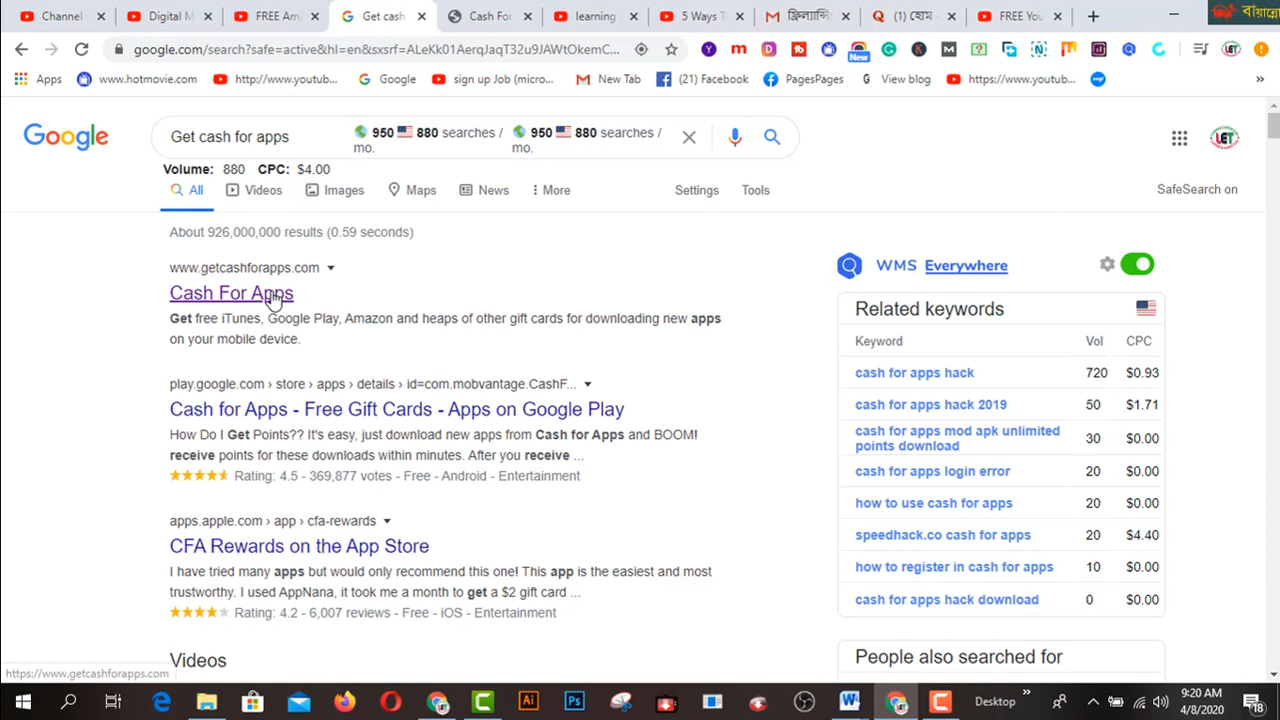 Channel
Digital M
FREE Am
Get cash
Cash For
learning
5 Ways T
ফ্রিল্যান্সি
(1) হোম -
FREE You
বাঁয়ান্নো
google.com/search?safe=active&hl=en&sxsrf=ALeKk01AerqJaqT32u9JAWtOkemC...
New
Apps
www.hotmovie.com
http://www.youtub...
Google
sign up Job (micro...
New Tab
(21) Facebook
PagesPages
View blog
https://www.youtub...
»
Google
Get cash for apps
950 880 searches / mo.
950 880 searches / mo.
Volume: 880 CPC: $4.00
All
Videos
Images
Maps
News
More
Settings
Tools
LET
SafeSearch on
About 926,000,000 results (0.59 seconds)
www.getcashforapps.com
Cash For Apps
Get free iTunes, Google Play, Amazon and heaps of other gift cards for downloading new apps
on your mobile device.
play.google.com › store › apps › details › id=com.mobvantage.CashF...
Cash for Apps - Free Gift Cards - Apps on Google Play
How Do I Get Points?? It's easy, just download new apps from Cash for Apps and BOOM!
receive points for these downloads within minutes. After you receive ...
Rating: 4.5 - 369,877 votes - Free - Android - Entertainment
apps.apple.com › app › cfa-rewards
CFA Rewards on the App Store
I have tried many apps but would only recommend this one! This app is the easiest and most
trustworthy. I used AppNana, it took me a month to get a $2 gift card ...
Rating: 4.2 - 6,007 reviews - Free - iOS - Entertainment
Videos
WMS Everywhere
Related keywords
Keyword Vol CPC
cash for apps hack 720 $0.93
cash for apps hack 2019 50 $1.71
cash for apps mod apk unlimited
points download 30 $0.00
cash for apps login error 20 $0.00
how to use cash for apps 20 $0.00
speedhack.co cash for apps 20 $4.40
how to register in cash for apps 10 $0.00
cash for apps hack download 0 $0.00
People also searched for
https://www.getcashforapps.com
Ai
Ps
Desktop
»
9:20 AM
4/8/2020
18